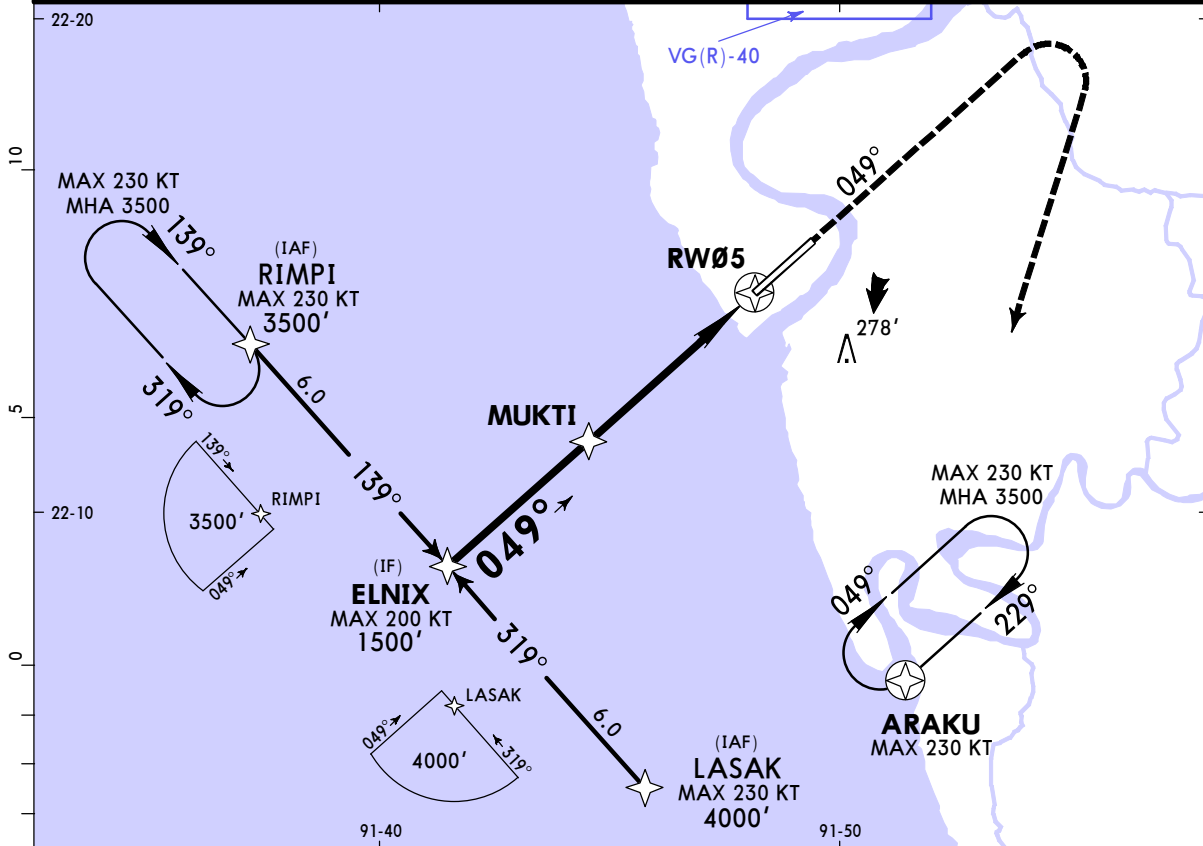 22-20
VG(R)-40
10
MAX 230 KT
MHA 3500
139°
(IAF)
RIMPI
MAX 230 KT
3500'
319°
6.0
049°
RWØ5
278'
5
MUKTI
139°
RIMPI
3500'
049°
139°
049°
22-10
(IF)
ELNIX
MAX 200 KT
1500'
319°
MAX 230 KT
MHA 3500
049°
229°
0
LASAK
049°
319°
4000'
6.0
(IAF)
LASAK
MAX 230 KT
4000'
ARAKU
MAX 230 KT
91-40
91-50